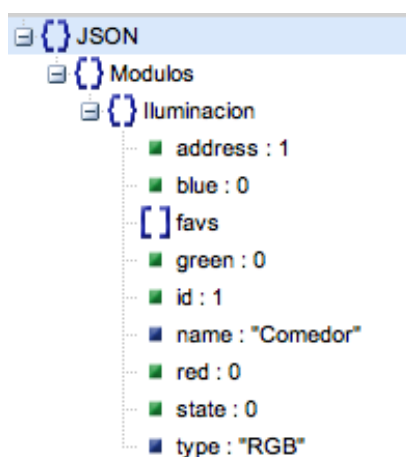 JSON
Modulos
Iluminacion
address : 1
blue : 0
favs
green : 0
id : 1
name : "Comedor"
red : 0
state : 0
type : "RGB"